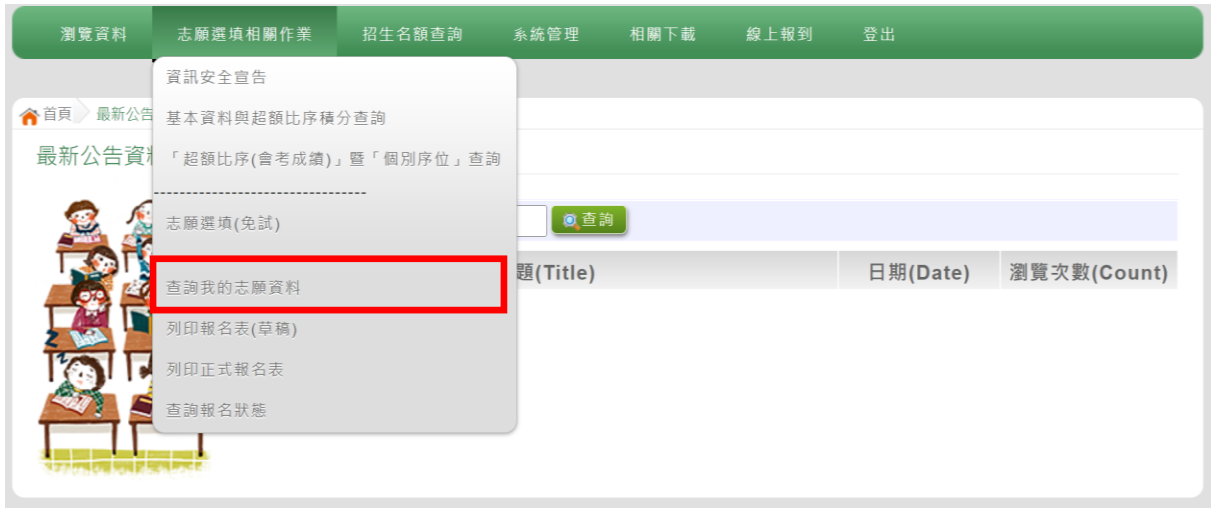 瀏覽資料 志願選填相關作業 招生名額查詢 系統管理 相關下載 線上報到 登出
資訊安全宣告
首頁 最新公告
基本資料與超額比序積分查詢
最新公告資
「超額比序(會考成績)」暨「個別序位」查詢
---------------------------------
志願選填(免試)
查詢
題(Title) 日期(Date) 瀏覽次數(Count)
查詢我的志願資料
列印報名表(草稿)
列印正式報名表
查詢報名狀態